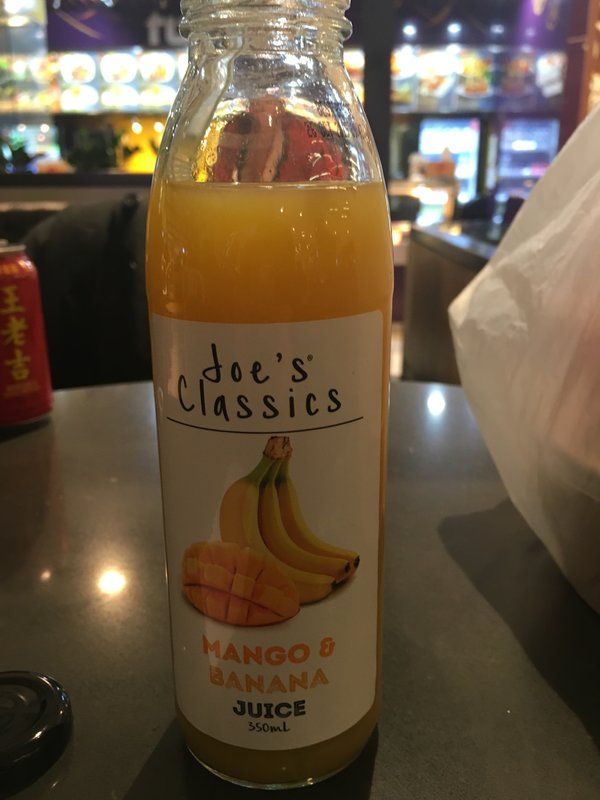 Joe's®
Classics
MANGO &
BANANA
JUICE
350mL
王老吉